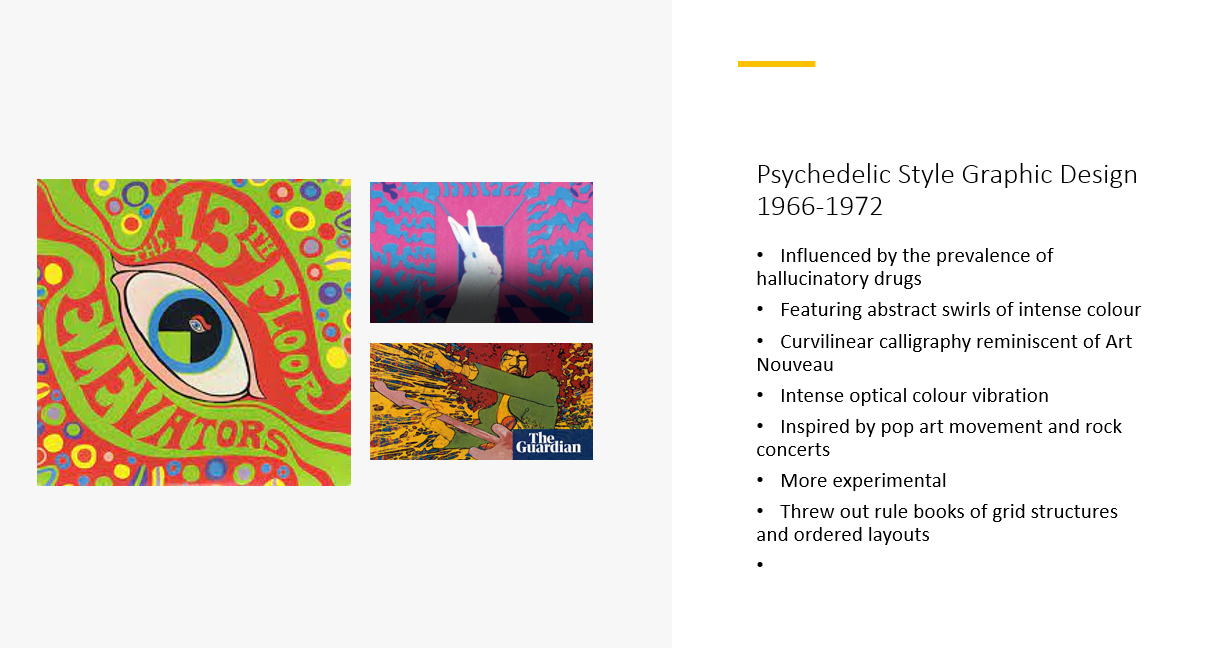 THE 13TH FLOOR
ELEVATORS
The
Guardian
Psychedelic Style Graphic Design
1966-1972
• Influenced by the prevalence of
hallucinatory drugs
• Featuring abstract swirls of intense colour
• Curvilinear calligraphy reminiscent of Art
Nouveau
• Intense optical colour vibration
• Inspired by pop art movement and rock
concerts
• More experimental
• Threw out rule books of grid structures
and ordered layouts
•